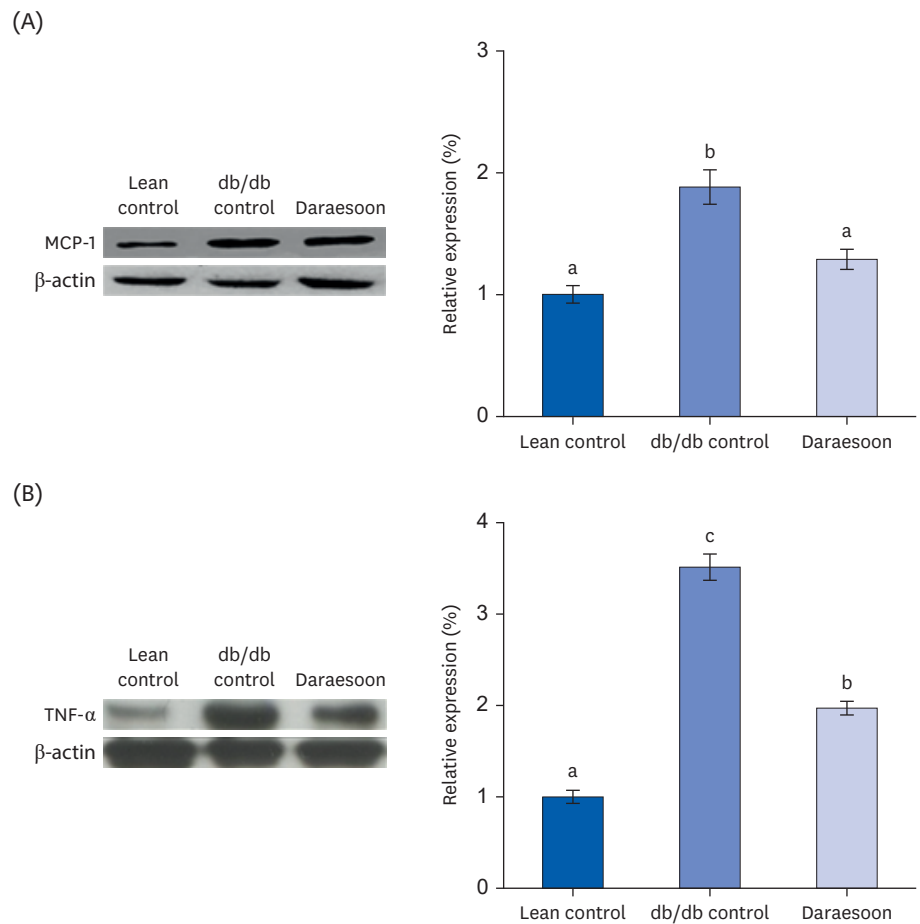 (A)
Lean
control
db/db
control
Daraesoon
MCP-1
β-actin
Relative expression (%)
3
2
1
0
a
b
a
Lean control
db/db control
Daraesoon
(B)
Lean
control
db/db
control
Daraesoon
TNF-α
β-actin
Relative expression (%)
4
3
2
1
0
a
c
b
Lean control
db/db control
Daraesoon